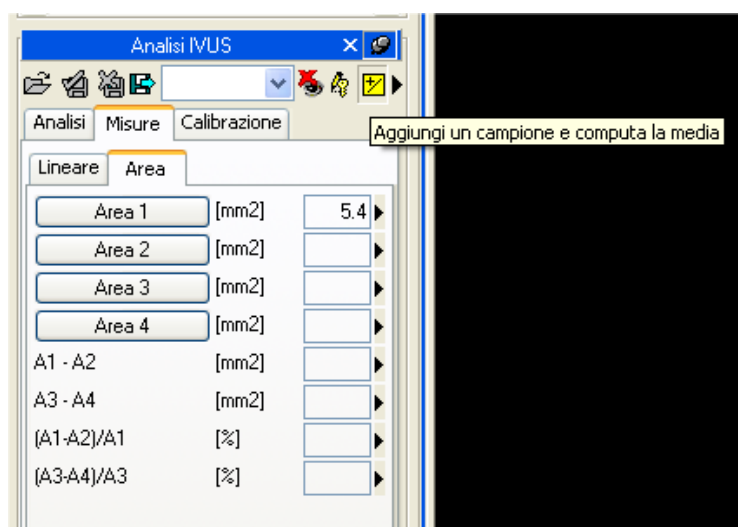 Analisi IVUS
Analisi Misure Calibrazione
Aggiungi un campione e computa la media
Lineare Area
Area 1 [mm2] 5.4
Area 2 [mm2]
Area 3 [mm2]
Area 4 [mm2]
A1 - A2 [mm2]
A3 - A4 [mm2]
(A1-A2)/A1 [%]
(A3-A4)/A3 [%]